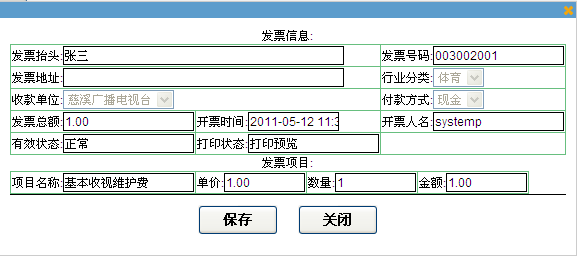 发票信息:
发票抬头: 张三 发票号码: 003002001
发票地址: 行业分类: 体育
收款单位: 慈溪广播电视台 付款方式: 现金
发票总额: 1.00 开票时间: 2011-05-12 11:3 开票人名: systemp
有效状态: 正常 打印状态: 打印预览
发票项目:
项目名称: 基本收视维护费 单价: 1.00 数量: 1 金额: 1.00
保存 关闭